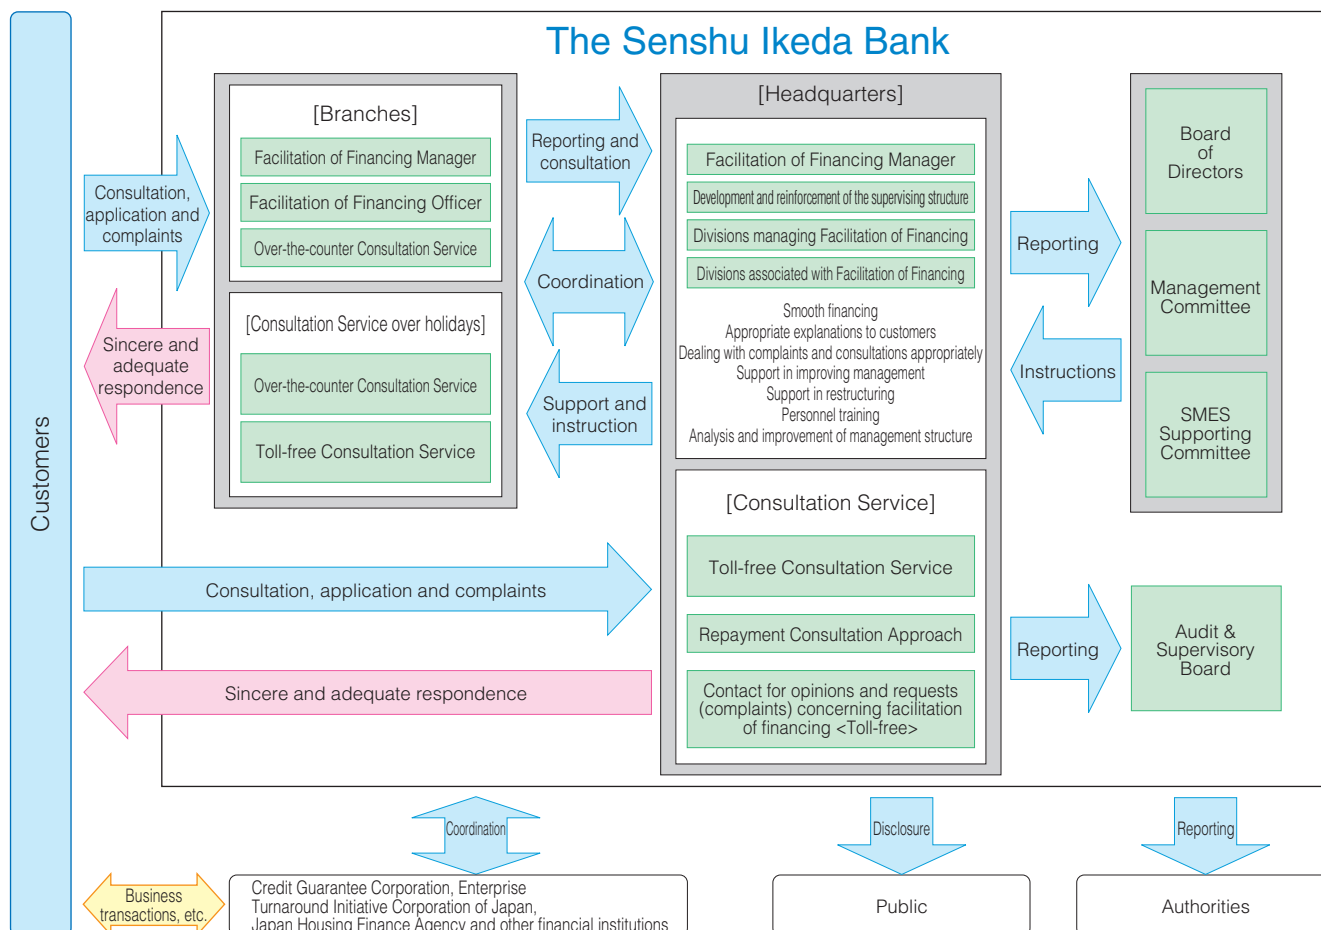 The Senshu Ikeda Bank
Customers
Consultation,
application and
complaints
Sincere and
adequate
respondence
[Branches]
Facilitation of Financing Manager
Facilitation of Financing Officer
Over-the-counter Consultation Service
[Consultation Service over holidays]
Over-the-counter Consultation Service
Toll-free Consultation Service
Reporting and
consultation
Coordination
Support and
instruction
[Headquarters]
Facilitation of Financing Manager
Development and reinforcement of the supervising structure
Divisions managing Facilitation of Financing
Divisions associated with Facilitation of Financing
Smooth financing
Appropriate explanations to customers
Dealing with complaints and consultations appropriately
Support in improving management
Support in restructuring
Personnel training
Analysis and improvement of management structure
[Consultation Service]
Toll-free Consultation Service
Repayment Consultation Approach
Contact for opinions and requests
(complaints) concerning facilitation
of financing <Toll-free>
Reporting
Instructions
Board
of
Directors
Management
Committee
SMES
Supporting
Committee
Consultation, application and complaints
Sincere and adequate respondence
Reporting
Audit &
Supervisory
Board
Coordination
Disclosure
Reporting
Business
transactions, etc.
Credit Guarantee Corporation, Enterprise
Turnaround Initiative Corporation of Japan,
Japan Housing Finance Agency and other financial institutions
Public
Authorities